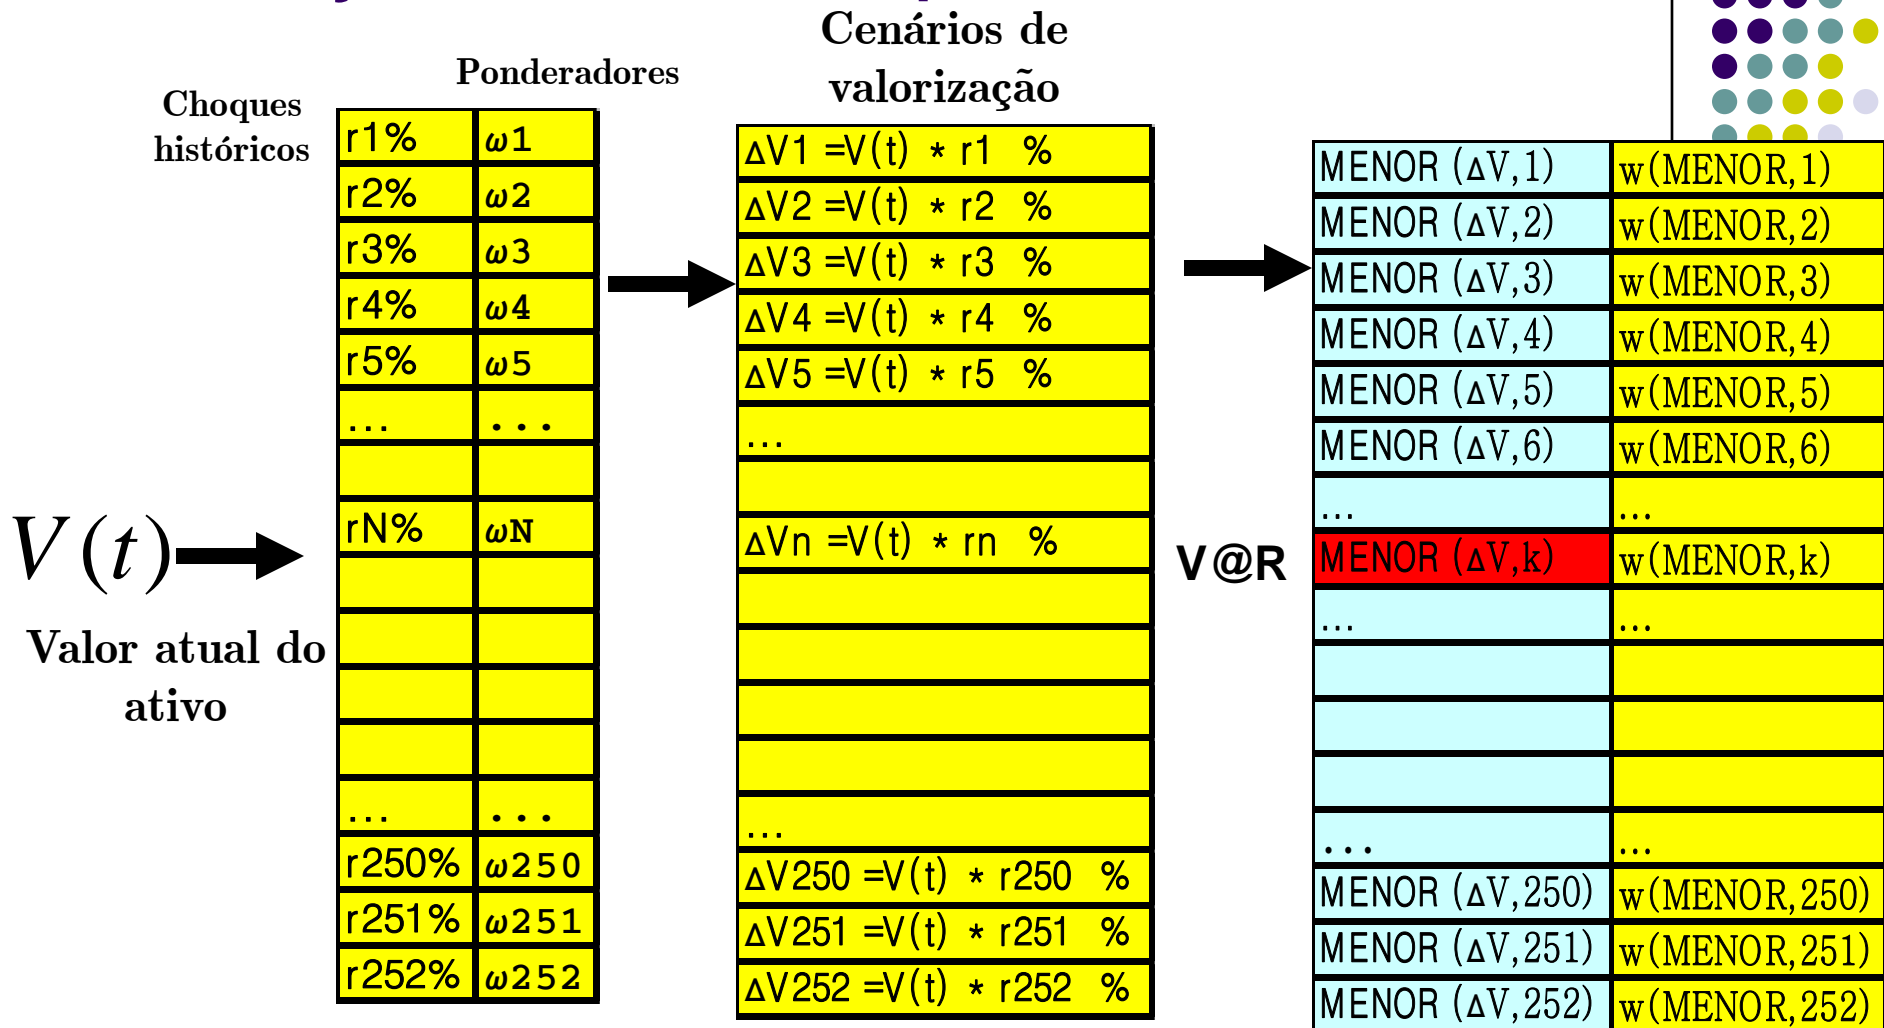 Cenários de
valorização
Ponderadores
Choques
históricos
r1% ω1
r2% ω2
r3% ω3
r4% ω4
r5% ω5
... ...
rN% ωN
... ...
r250% ω250
r251% ω251
r252% ω252
V(t)
Valor atual do
ativo
ΔV1 =V(t) * r1 %
ΔV2 =V(t) * r2 %
ΔV3 =V(t) * r3 %
ΔV4 =V(t) * r4 %
ΔV5 =V(t) * r5 %
...
ΔVn =V(t) * rn %
...
ΔV250 =V(t) * r250 %
ΔV251 =V(t) * r251 %
ΔV252 =V(t) * r252 %
V@R
MENOR (ΔV,1) w(MENOR,1)
MENOR (ΔV,2) w(MENOR,2)
MENOR (ΔV,3) w(MENOR,3)
MENOR (ΔV,4) w(MENOR,4)
MENOR (ΔV,5) w(MENOR,5)
MENOR (ΔV,6) w(MENOR,6)
... ...
MENOR (ΔV,k) w(MENOR,k)
... ...
... ...
MENOR (ΔV,250) w(MENOR,250)
MENOR (ΔV,251) w(MENOR,251)
MENOR (ΔV,252) w(MENOR,252)